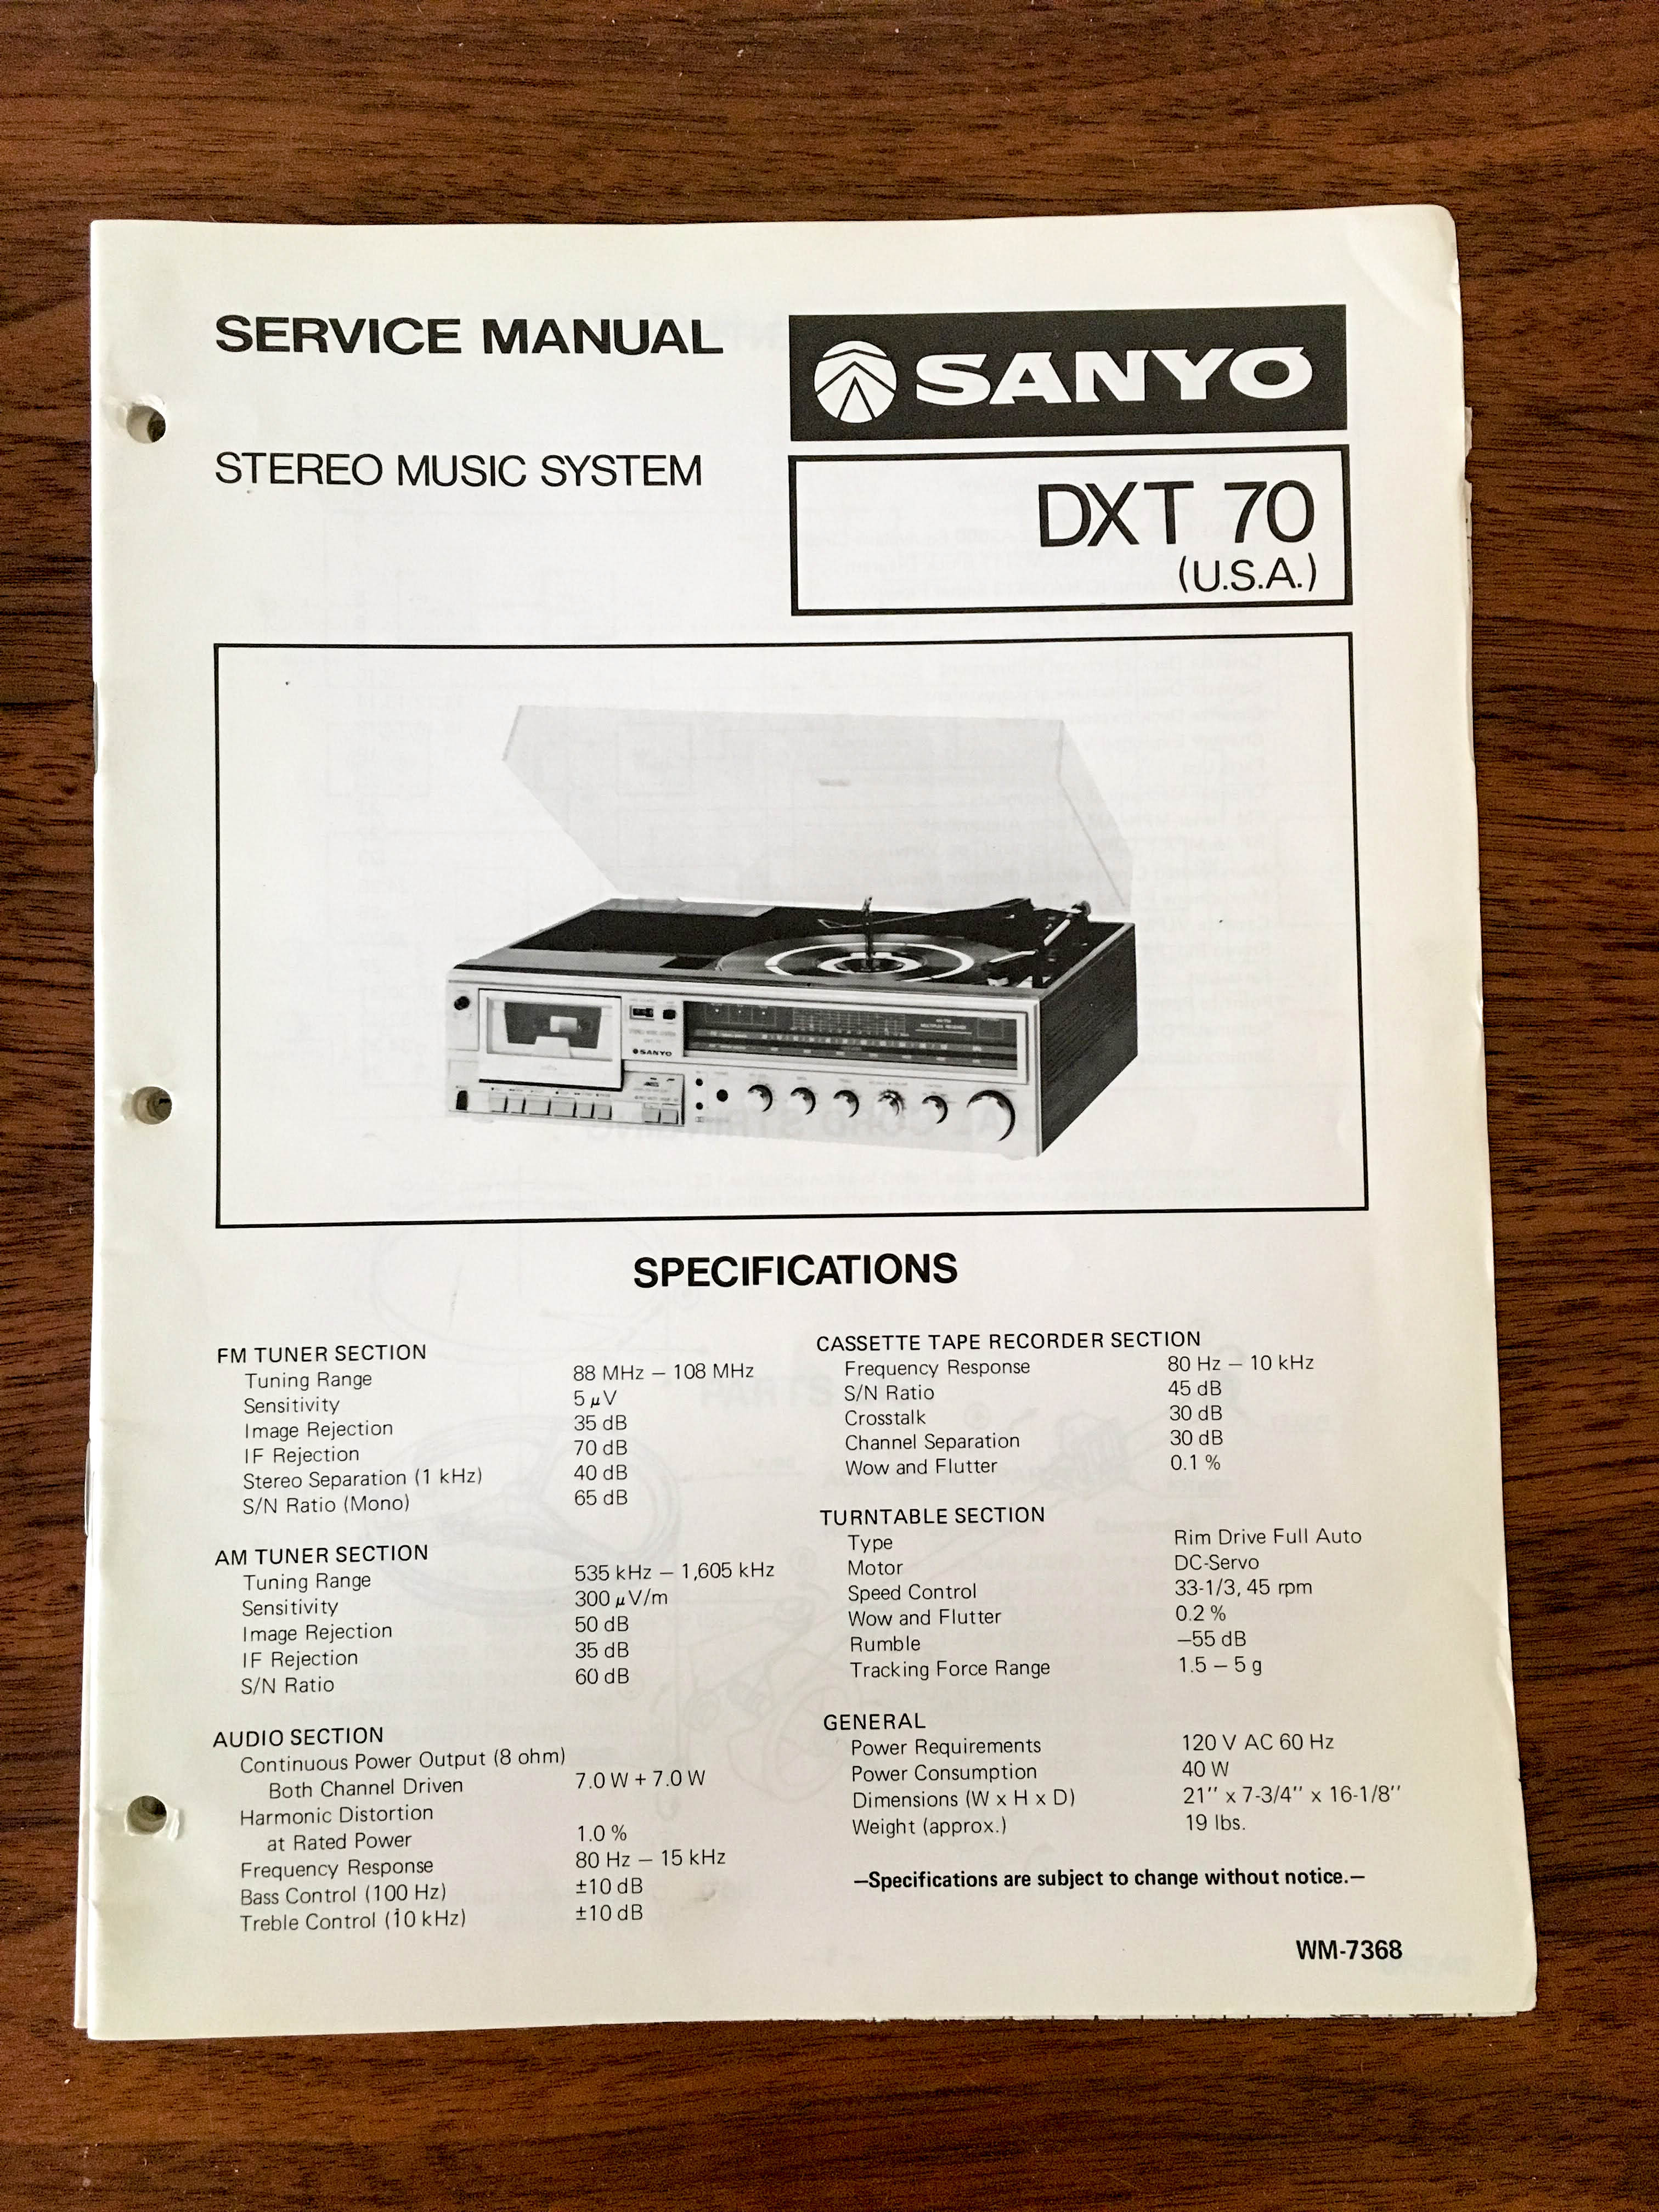 SERVICE MANUAL
SANYO
STEREO MUSIC SYSTEM
DXT 70
(U.S.A.)
SANYO
SPECIFICATIONS
FM TUNER SECTION
Tuning Range 88 MHz – 108 MHz
Sensitivity 5 μV
Image Rejection 35 dB
IF Rejection 70 dB
Stereo Separation (1 kHz) 40 dB
S/N Ratio (Mono) 65 dB
AM TUNER SECTION
Tuning Range 535 kHz – 1,605 kHz
Sensitivity 300 μV/m
Image Rejection 50 dB
IF Rejection 35 dB
S/N Ratio 60 dB
AUDIO SECTION
Continuous Power Output (8 ohm)
Both Channel Driven 7.0 W + 7.0 W
Harmonic Distortion
at Rated Power 1.0 %
Frequency Response 80 Hz – 15 kHz
Bass Control (100 Hz) ±10 dB
Treble Control (10 kHz) ±10 dB
CASSETTE TAPE RECORDER SECTION
Frequency Response 80 Hz – 10 kHz
S/N Ratio 45 dB
Crosstalk 30 dB
Channel Separation 30 dB
Wow and Flutter 0.1 %
TURNTABLE SECTION
Type Rim Drive Full Auto
Motor DC-Servo
Speed Control 33-1/3, 45 rpm
Wow and Flutter 0.2 %
Rumble –55 dB
Tracking Force Range 1.5 – 5 g
GENERAL
Power Requirements 120 V AC 60 Hz
Power Consumption 40 W
Dimensions (W x H x D) 21'' x 7-3/4'' x 16-1/8''
Weight (approx.) 19 lbs.
—Specifications are subject to change without notice.—
WM-7368